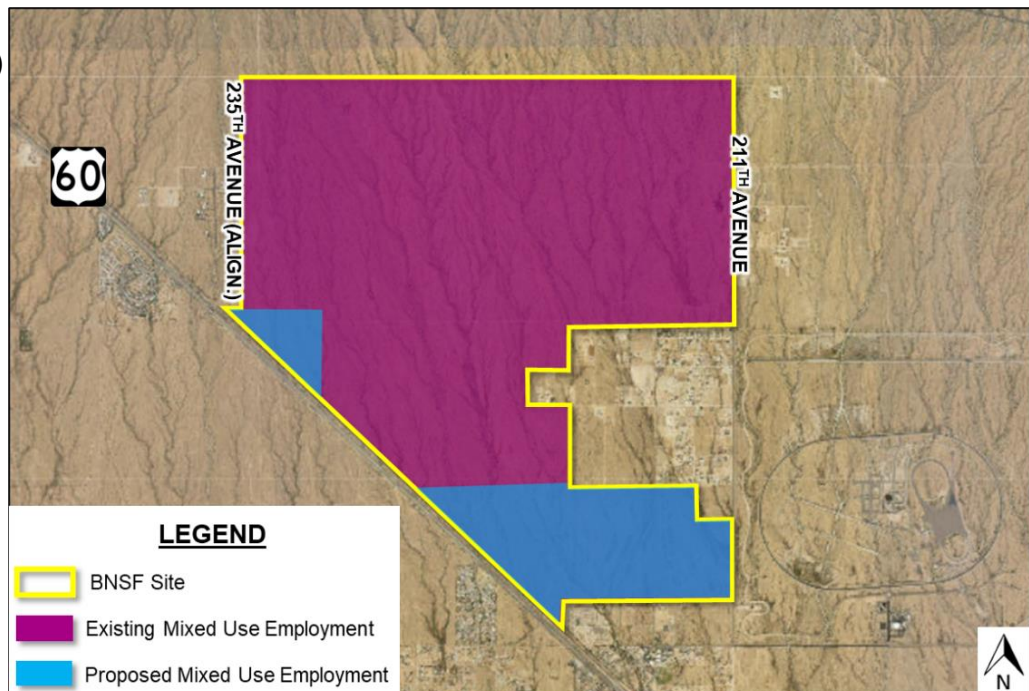 235TH AVENUE (ALIGN.)
60
211TH AVENUE
LEGEND
BNSF Site
Existing Mixed Use Employment
Proposed Mixed Use Employment
N